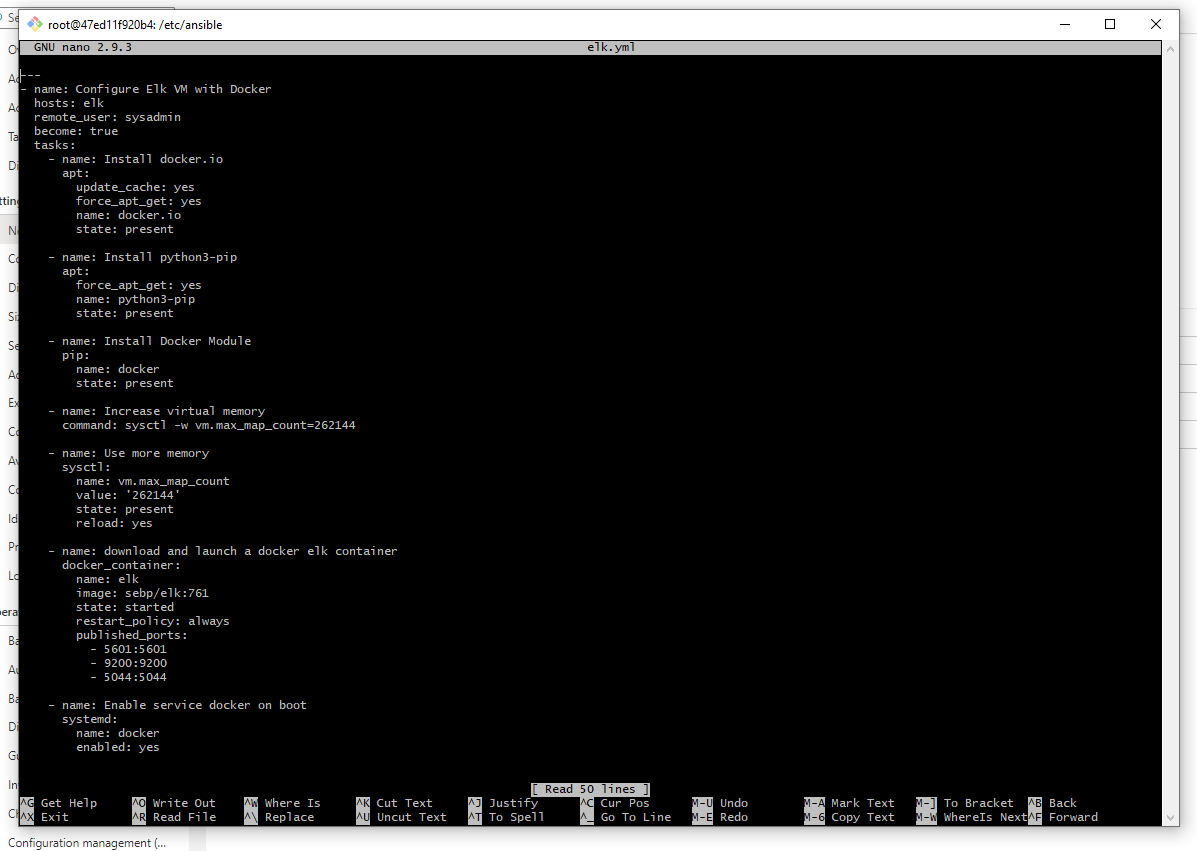 root@47ed11f920b4: /etc/ansible
GNU nano 2.9.3 elk.yml
---
- name: Configure Elk VM with Docker
  hosts: elk
  remote_user: sysadmin
  become: true
  tasks:
    - name: Install docker.io
      apt:
        update_cache: yes
        force_apt_get: yes
        name: docker.io
        state: present
    - name: Install python3-pip
      apt:
        force_apt_get: yes
        name: python3-pip
        state: present
    - name: Install Docker Module
      pip:
        name: docker
        state: present
    - name: Increase virtual memory
      command: sysctl -w vm.max_map_count=262144
    - name: Use more memory
      sysctl:
        name: vm.max_map_count
        value: '262144'
        state: present
        reload: yes
    - name: download and launch a docker elk container
      docker_container:
        name: elk
        image: sebp/elk:761
        state: started
        restart_policy: always
        published_ports:
          - 5601:5601
          - 9200:9200
          - 5044:5044
    - name: Enable service docker on boot
      systemd:
        name: docker
        enabled: yes
[ Read 50 lines ]
^G Get Help ^O Write Out ^W Where Is ^K Cut Text ^J Justify ^C Cur Pos M-U Undo M-A Mark Text M-] To Bracket ^B Back
^X Exit ^R Read File ^\ Replace ^U Uncut Text ^T To Spell ^_ Go To Line M-E Redo M-6 Copy Text M-W WhereIs Next ^F Forward
Configuration management (...